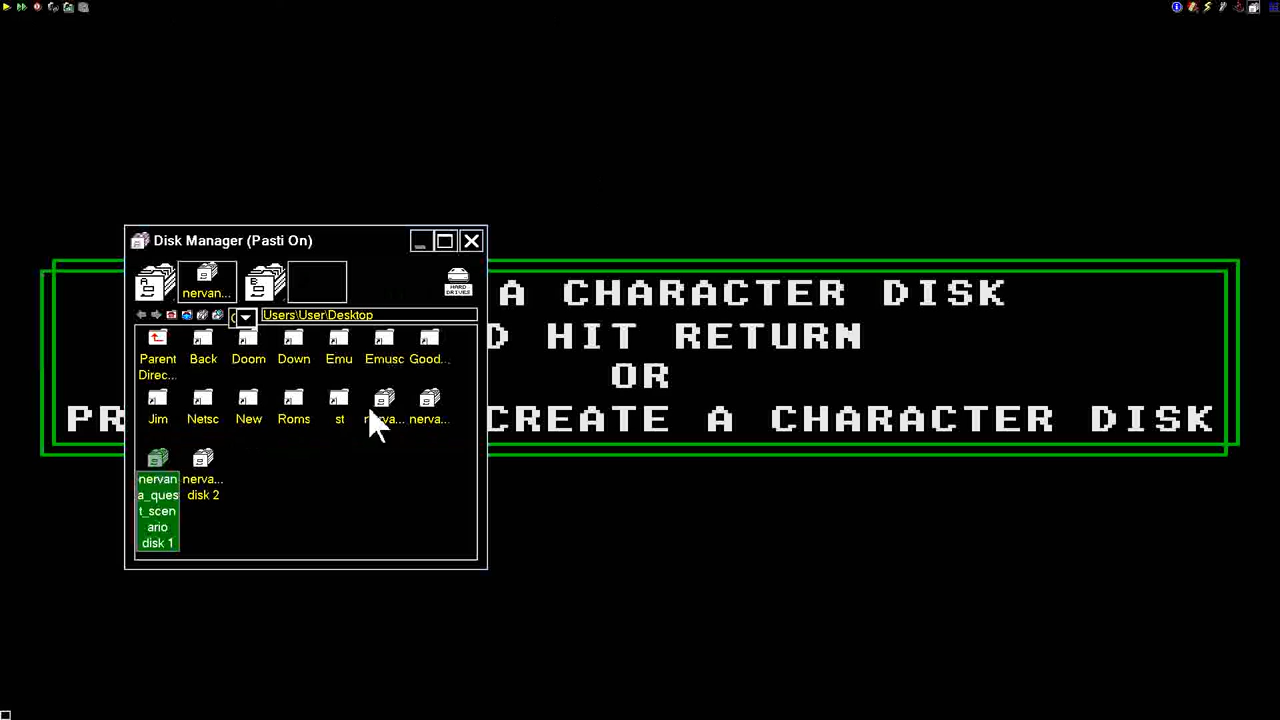 Disk Manager (Pasti On)
A
nervan...
B
HARD
DRIVES
Users\User\Desktop
Parent
Direc...
Back
Doom
Down
Emu
Emusc
Good...
Jim
Netsc
New
Roms
st
nerva...
nervan
a_ques
t_scen
ario
disk 1
nerva...
disk 2
A CHARACTER DISK
D HIT RETURN
OR
PR
CREATE A CHARACTER DISK